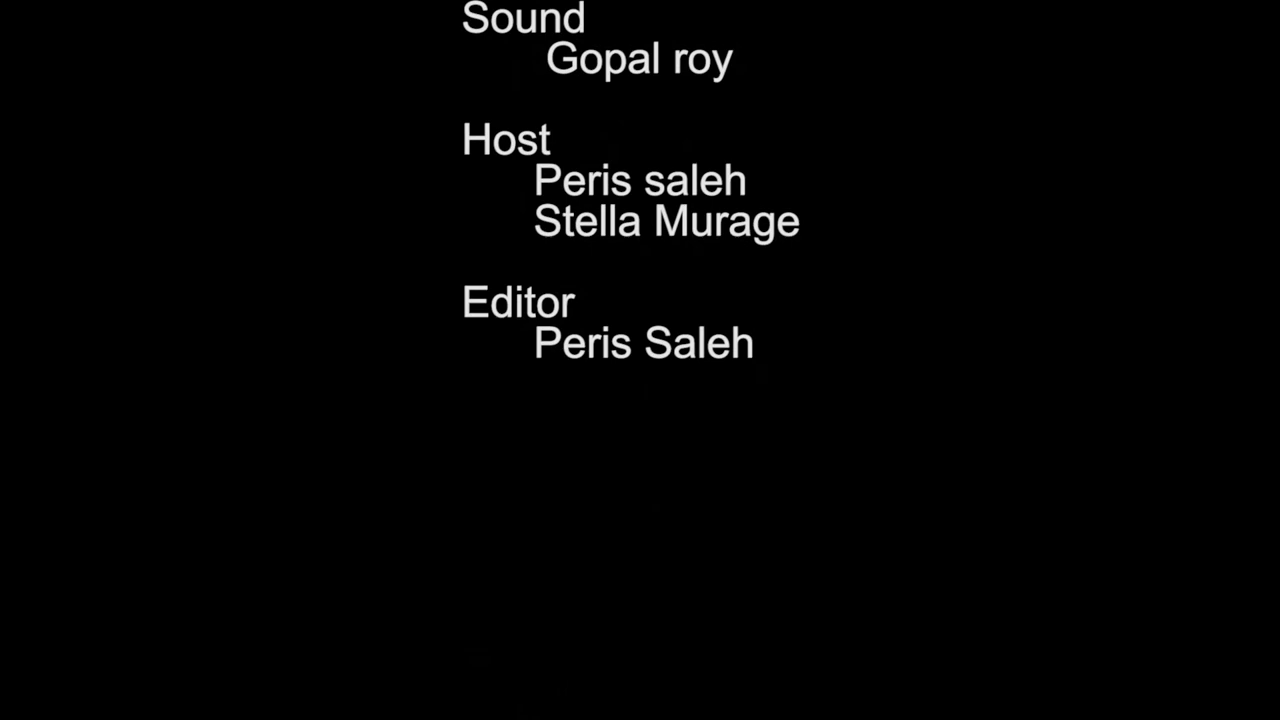 Sound
Gopal roy
Host
Peris saleh
Stella Murage
Editor
Peris Saleh